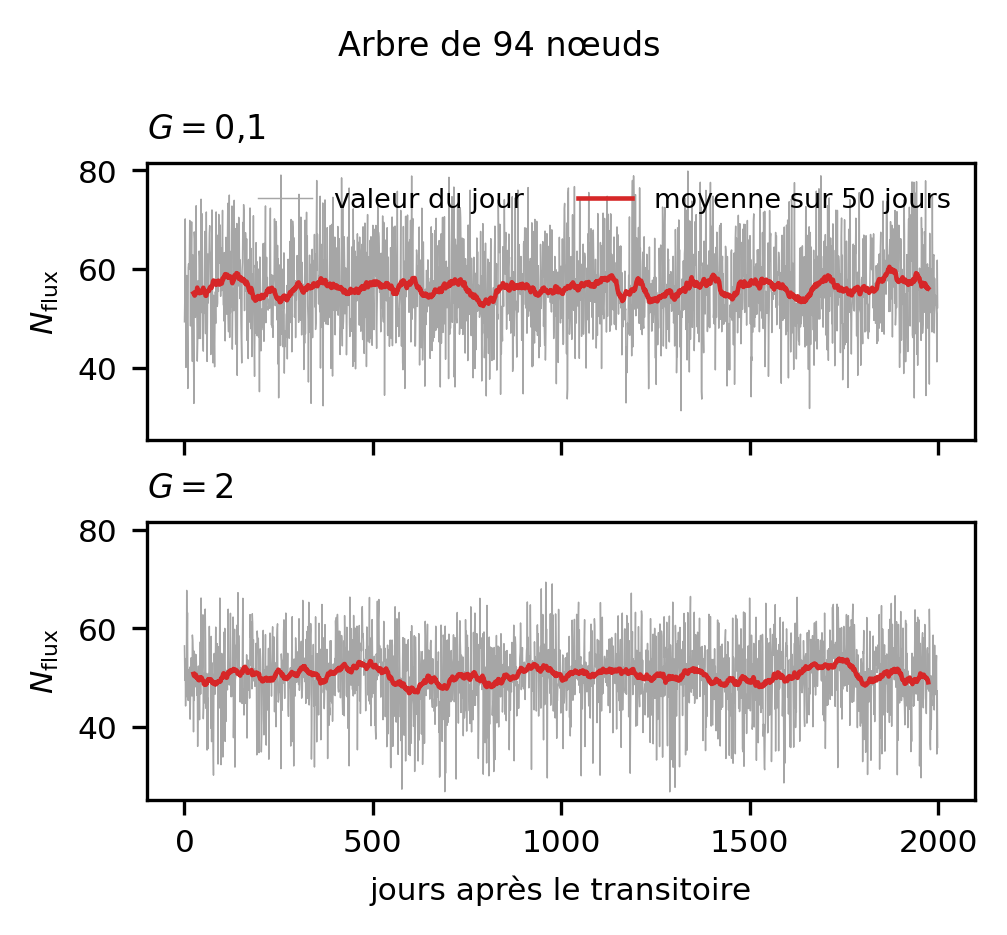 Arbre de 94 nœuds
G = 0,1
80
60
40
N_flux
valeur du jour
moyenne sur 50 jours
G = 2
80
60
40
N_flux
0 500 1000 1500 2000
jours après le transitoire